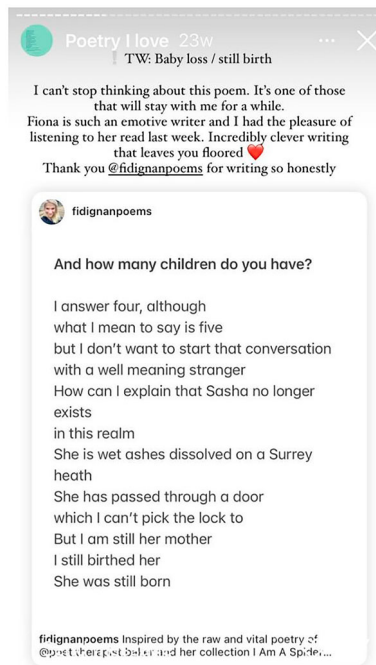 Poetry I love 23w
TW: Baby loss / still birth
I can't stop thinking about this poem. It's one of those
that will stay with me for a while.
Fiona is such an emotive writer and I had the pleasure of
listening to her read last week. Incredibly clever writing
that leaves you floored ❤️
Thank you @fidignanpoems for writing so honestly
fidignanpoems
And how many children do you have?
I answer four, although
what I mean to say is five
but I don't want to start that conversation
with a well meaning stranger
How can I explain that Sasha no longer
exists
in this realm
She is wet ashes dissolved on a Surrey
heath
She has passed through a door
which I can't pick the lock to
But I am still her mother
I still birthed her
She was still born
fidignanpoems Inspired by the raw and vital poetry of
and her collection I Am A Spider...